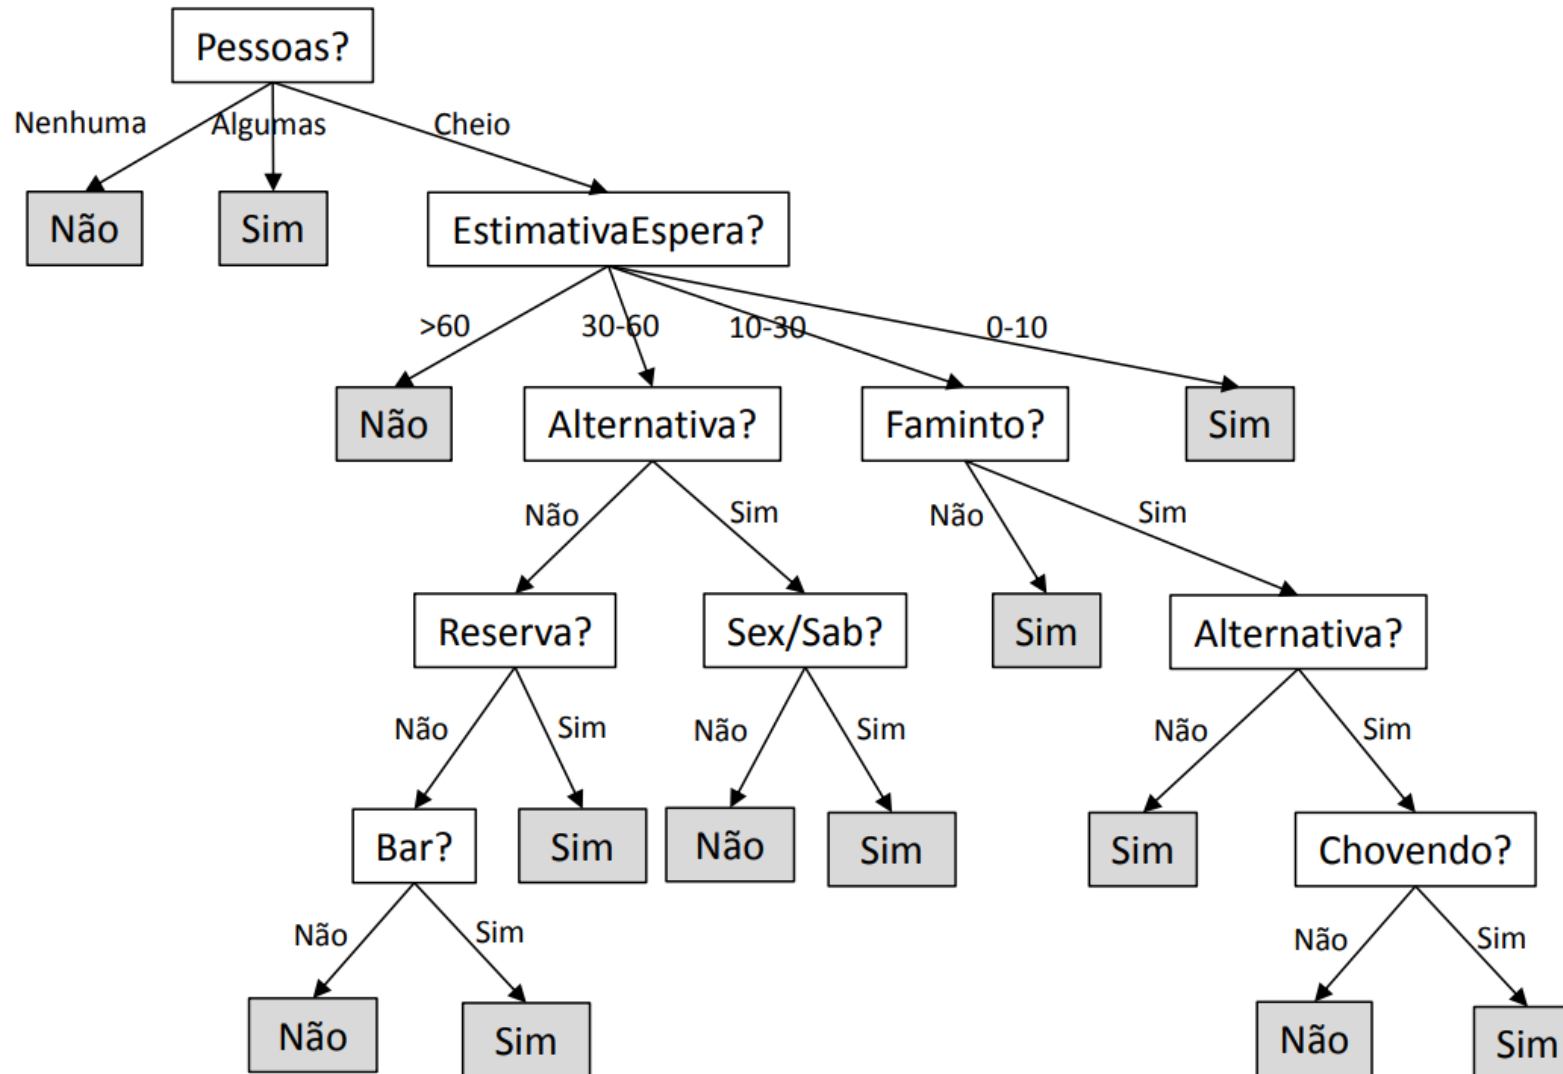 Pessoas?
Nenhuma
Algumas
Cheio
Não
Sim
EstimativaEspera?
>60
30-60
10-30
0-10
Não
Alternativa?
Faminto?
Sim
Não
Sim
Não
Sim
Reserva?
Sex/Sab?
Sim
Alternativa?
Não
Sim
Não
Sim
Não
Sim
Bar?
Sim
Não
Sim
Sim
Chovendo?
Não
Sim
Não
Sim
Não
Sim
Não
Sim